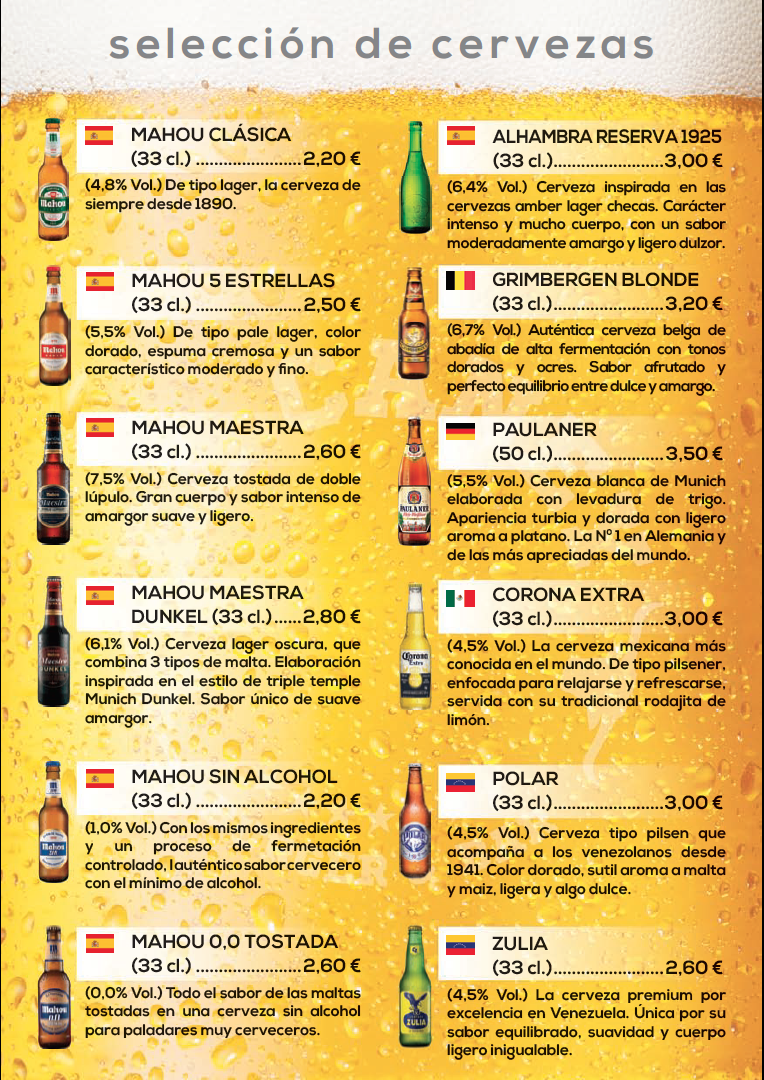 selección de cervezas
MAHOU CLÁSICA
(33 cl.) .......................2,20 €
(4,8% Vol.) De tipo lager, la cerveza de
siempre desde 1890.
MAHOU 5 ESTRELLAS
(33 cl.) .......................2,50 €
(5,5% Vol.) De tipo pale lager, color
dorado, espuma cremosa y un sabor
característico moderado y fino.
MAHOU MAESTRA
(33 cl.) .......................2,60 €
(7,5% Vol.) Cerveza tostada de doble
lúpulo. Gran cuerpo y sabor intenso de
amargor suave y ligero.
MAHOU MAESTRA
DUNKEL (33 cl.)......2,80 €
(6,1% Vol.) Cerveza lager oscura, que
combina 3 tipos de malta. Elaboración
inspirada en el estilo de triple temple
Munich Dunkel. Sabor único de suave
amargor.
MAHOU SIN ALCOHOL
(33 cl.) .......................2,20 €
(1,0% Vol.) Con los mismos ingredientes
y un proceso de fermetación
controlado, lauténtico sabor cervecero
con el mínimo de alcohol.
MAHOU 0,0 TOSTADA
(33 cl.) .......................2,60 €
(0,0% Vol.) Todo el sabor de las maltas
tostadas en una cerveza sin alcohol
para paladares muy cerveceros.
ALHAMBRA RESERVA 1925
(33 cl.)........................3,00 €
(6,4% Vol.) Cerveza inspirada en las
cervezas amber lager checas. Carácter
intenso y mucho cuerpo, con un sabor
moderadamente amargo y ligero dulzor.
GRIMBERGEN BLONDE
(33 cl.)........................3,20 €
(6,7% Vol.) Auténtica cerveza belga de
abadía de alta fermentación con tonos
dorados y ocres. Sabor afrutado y
perfecto equilibrio entre dulce y amargo.
PAULANER
(50 cl.)........................3,50 €
(5,5% Vol.) Cerveza blanca de Munich
elaborada con levadura de trigo.
Apariencia turbia y dorada con ligero
aroma a platano. La Nº 1 en Alemania y
de las más apreciadas del mundo.
CORONA EXTRA
(33 cl.)........................3,00 €
(4,5% Vol.) La cerveza mexicana más
conocida en el mundo. De tipo pilsener,
enfocada para relajarse y refrescarse,
servida con su tradicional rodajita de
limón.
POLAR
(33 cl.)........................3,00 €
(4,5% Vol.) Cerveza tipo pilsen que
acompaña a los venezolanos desde
1941. Color dorado, sutil aroma a malta
y maiz, ligera y algo dulce.
ZULIA
(33 cl.)........................2,60 €
(4,5% Vol.) La cerveza premium por
excelencia en Venezuela. Única por su
sabor equilibrado, suavidad y cuerpo
ligero inigualable.
Mahou
Mahou
Maestra
Maestra
DUNKEL
Mahou
Mahou
0,0
PAULANER
Corona
Extra
POLAR
ZULIA